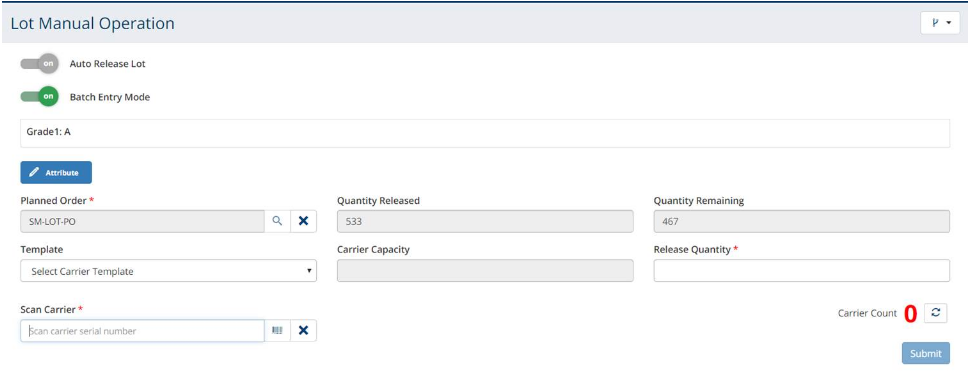 Lot Manual Operation
on Auto Release Lot
on Batch Entry Mode
Grade1: A
Attribute
Planned Order * Quantity Released Quantity Remaining
SM-LOT-PO 533 467
Template Carrier Capacity Release Quantity *
Select Carrier Template
Scan Carrier *
Carrier Count 0
Scan carrier serial number
Submit